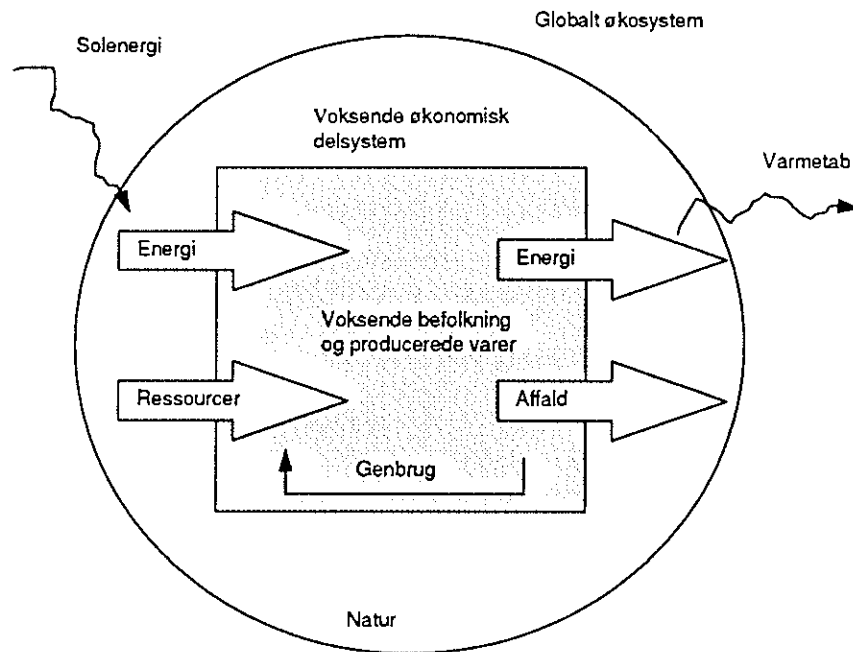 Globalt økosystem
Solenergi
Voksende økonomisk
delsystem
Varmetab
Energi
Energi
Voksende befolkning
og producerede varer
Ressourcer
Affald
Genbrug
Natur